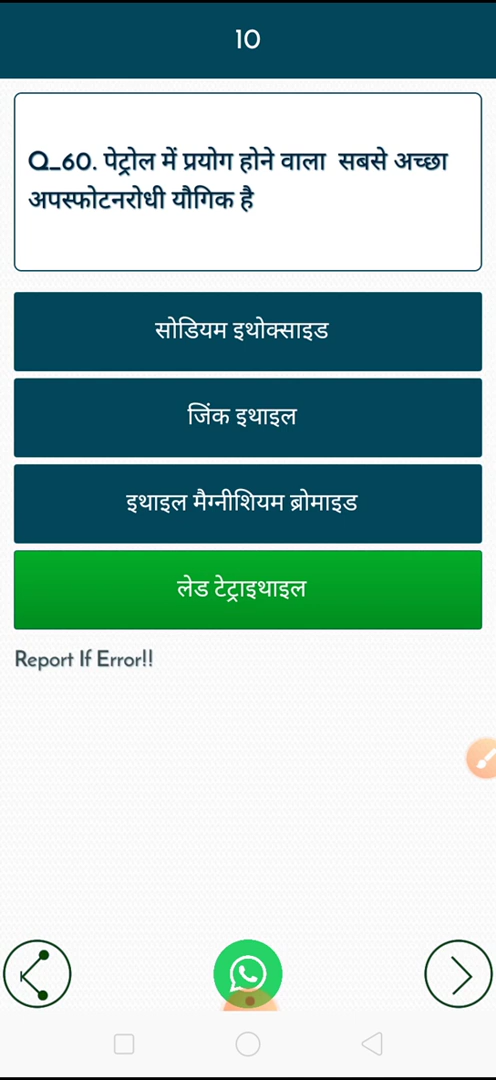 10
Q_60. पेट्रोल में प्रयोग होने वाला सबसे अच्छा
अपस्फोटनरोधी यौगिक है
सोडियम इथोक्साइड
जिंक इथाइल
इथाइल मैग्नीशियम ब्रोमाइड
लेड टेट्राइथाइल
Report If Error!!